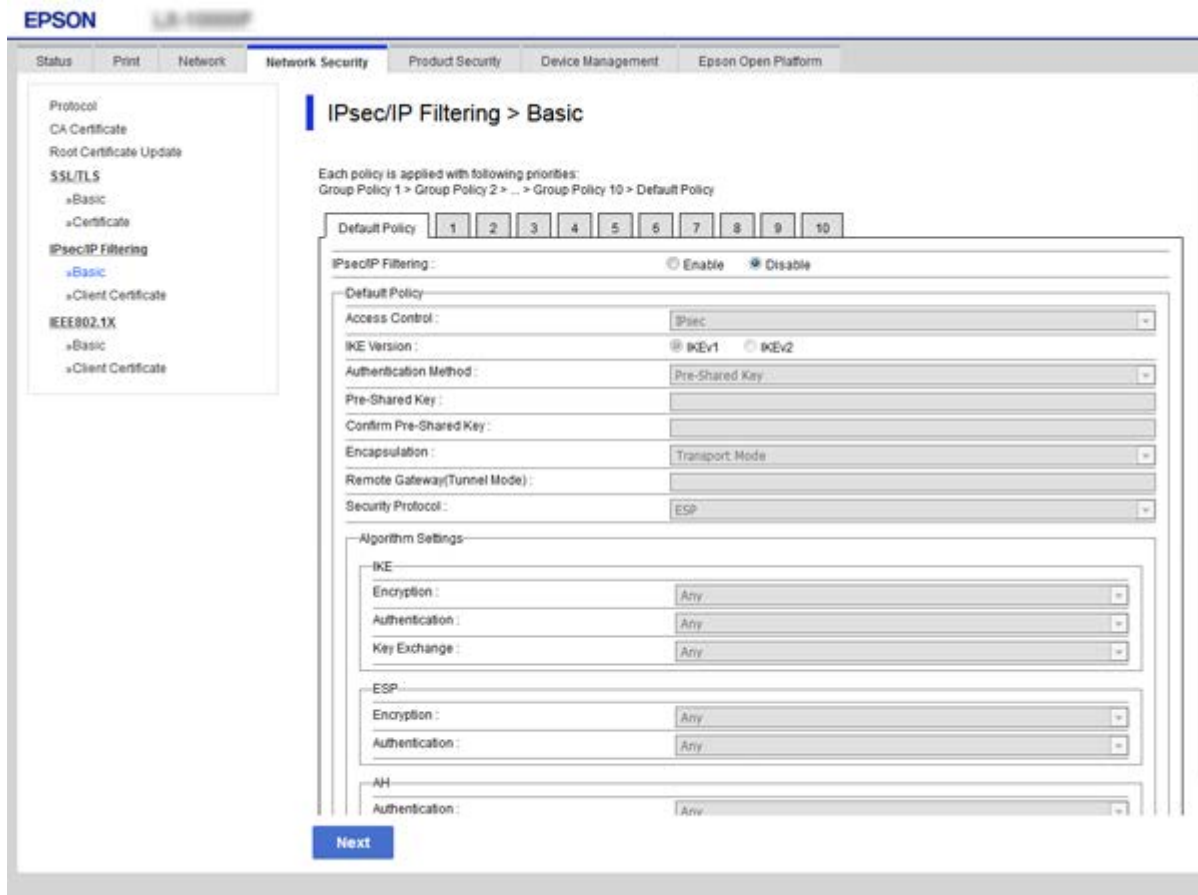 EPSON
Status Print Network Network Security Product Security Device Management Epson Open Platform
Protocol
CA Certificate
Root Certificate Update
SSL/TLS
»Basic
»Certificate
IPsec/IP Filtering
»Basic
»Client Certificate
IEEE802.1X
»Basic
»Client Certificate
IPsec/IP Filtering > Basic
Each policy is applied with following priorities:
Group Policy 1 > Group Policy 2 > ... > Group Policy 10 > Default Policy
Default Policy 1 2 3 4 5 6 7 8 9 10
IPsec/IP Filtering : Enable Disable
Default Policy
Access Control : IPsec
IKE Version : IKEv1 IKEv2
Authentication Method : Pre-Shared Key
Pre-Shared Key :
Confirm Pre-Shared Key :
Encapsulation : Transport Mode
Remote Gateway(Tunnel Mode) :
Security Protocol : ESP
Algorithm Settings
IKE
Encryption : Any
Authentication : Any
Key Exchange : Any
ESP
Encryption : Any
Authentication : Any
AH
Authentication : Any
Next